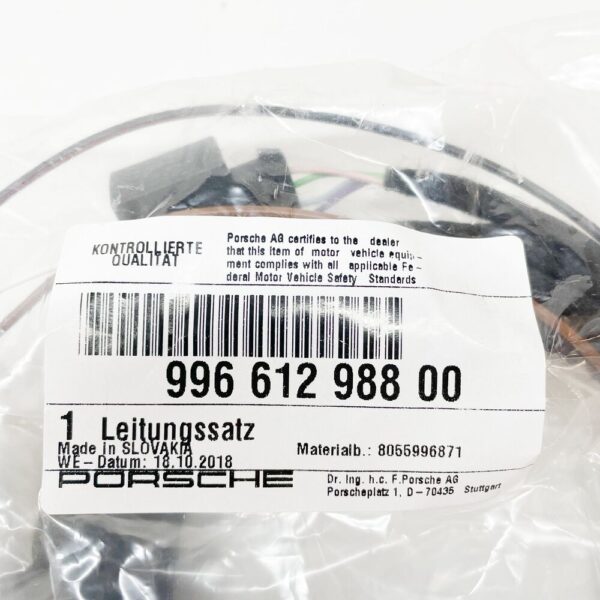 KONTROLLIERTE
QUALITÄT
Porsche AG certifies to the dealer
that this item of motor vehicle equip-
ment complies with all applicable Fe-
deral Motor Vehicle Safety Standards
996 612 988 00
1 Leitungssatz
Made in SLOVAKIA
Materialb.: 8055996871
WE-Datum: 18.10.2018
PORSCHE
Dr. Ing. h.c. F.Porsche AG
Porscheplatz 1, D-70435 Stuttgart